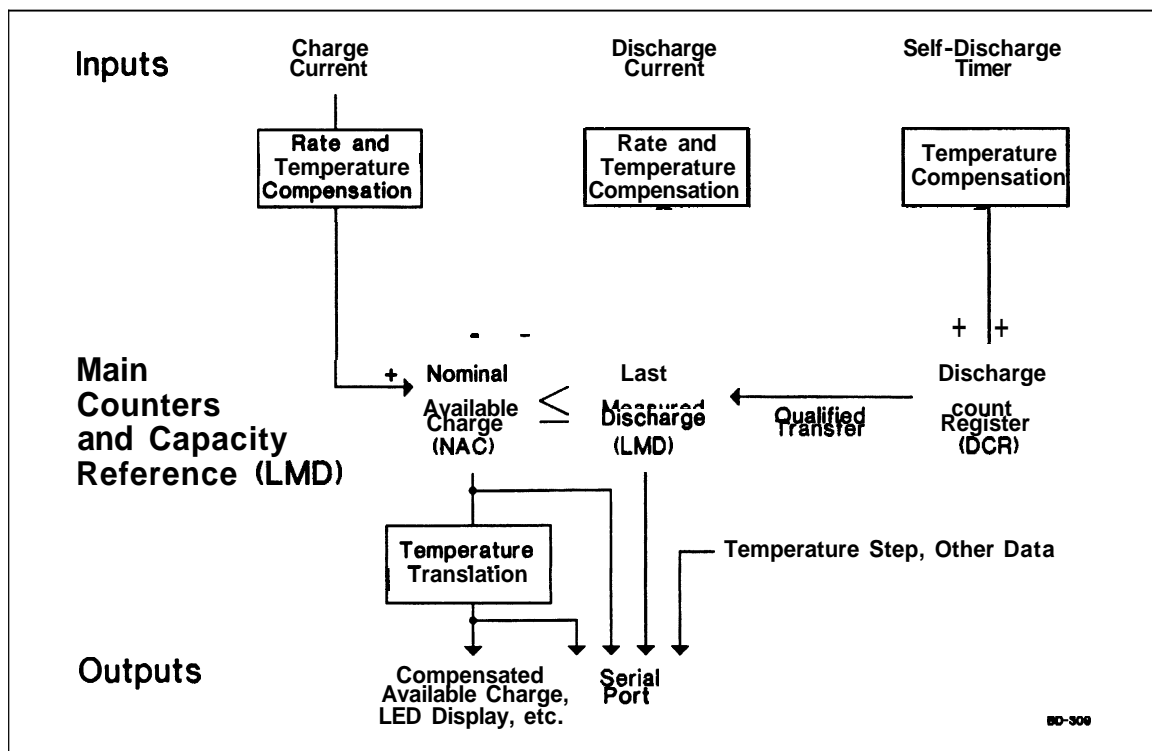 Inputs
Charge
Current
Discharge
Current
Self-Discharge
Timer
Rate and
Temperature
Compensation
Rate and
Temperature
Compensation
Temperature
Compensation
+ +
- -
Main
Counters
and Capacity
Reference (LMD)
+
Nominal
Available
Charge
(NAC)
≤
Last
Measured
Discharge
(LMD)
Qualified
Transfer
Discharge
count
Register
(DCR)
Temperature
Translation
Temperature Step, Other Data
Outputs
Compensated
Available Charge,
LED Display, etc.
Serial
Port
BD-309